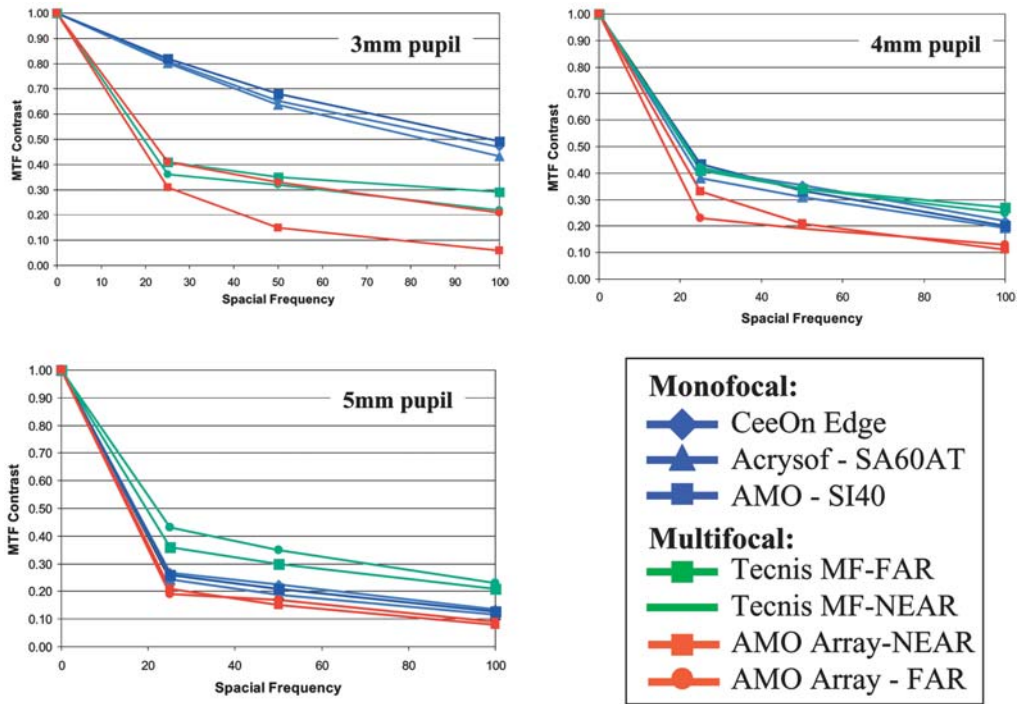 3mm pupil
MTF Contrast
1.00
0.90
0.80
0.70
0.60
0.50
0.40
0.30
0.20
0.10
0.00
0 10 20 30 40 50 60 70 80 90 100
Spacial Frequency
4mm pupil
MTF Contrast
1.00
0.90
0.80
0.70
0.60
0.50
0.40
0.30
0.20
0.10
0.00
0 20 40 60 80 100
Spacial Frequency
5mm pupil
MTF Contrast
1.00
0.90
0.80
0.70
0.60
0.50
0.40
0.30
0.20
0.10
0.00
0 20 40 60 80 100
Spacial Frequency
Monofocal:
CeeOn Edge
Acrysof - SA60AT
AMO - SI40
Multifocal:
Tecnis MF-FAR
Tecnis MF-NEAR
AMO Array-NEAR
AMO Array - FAR